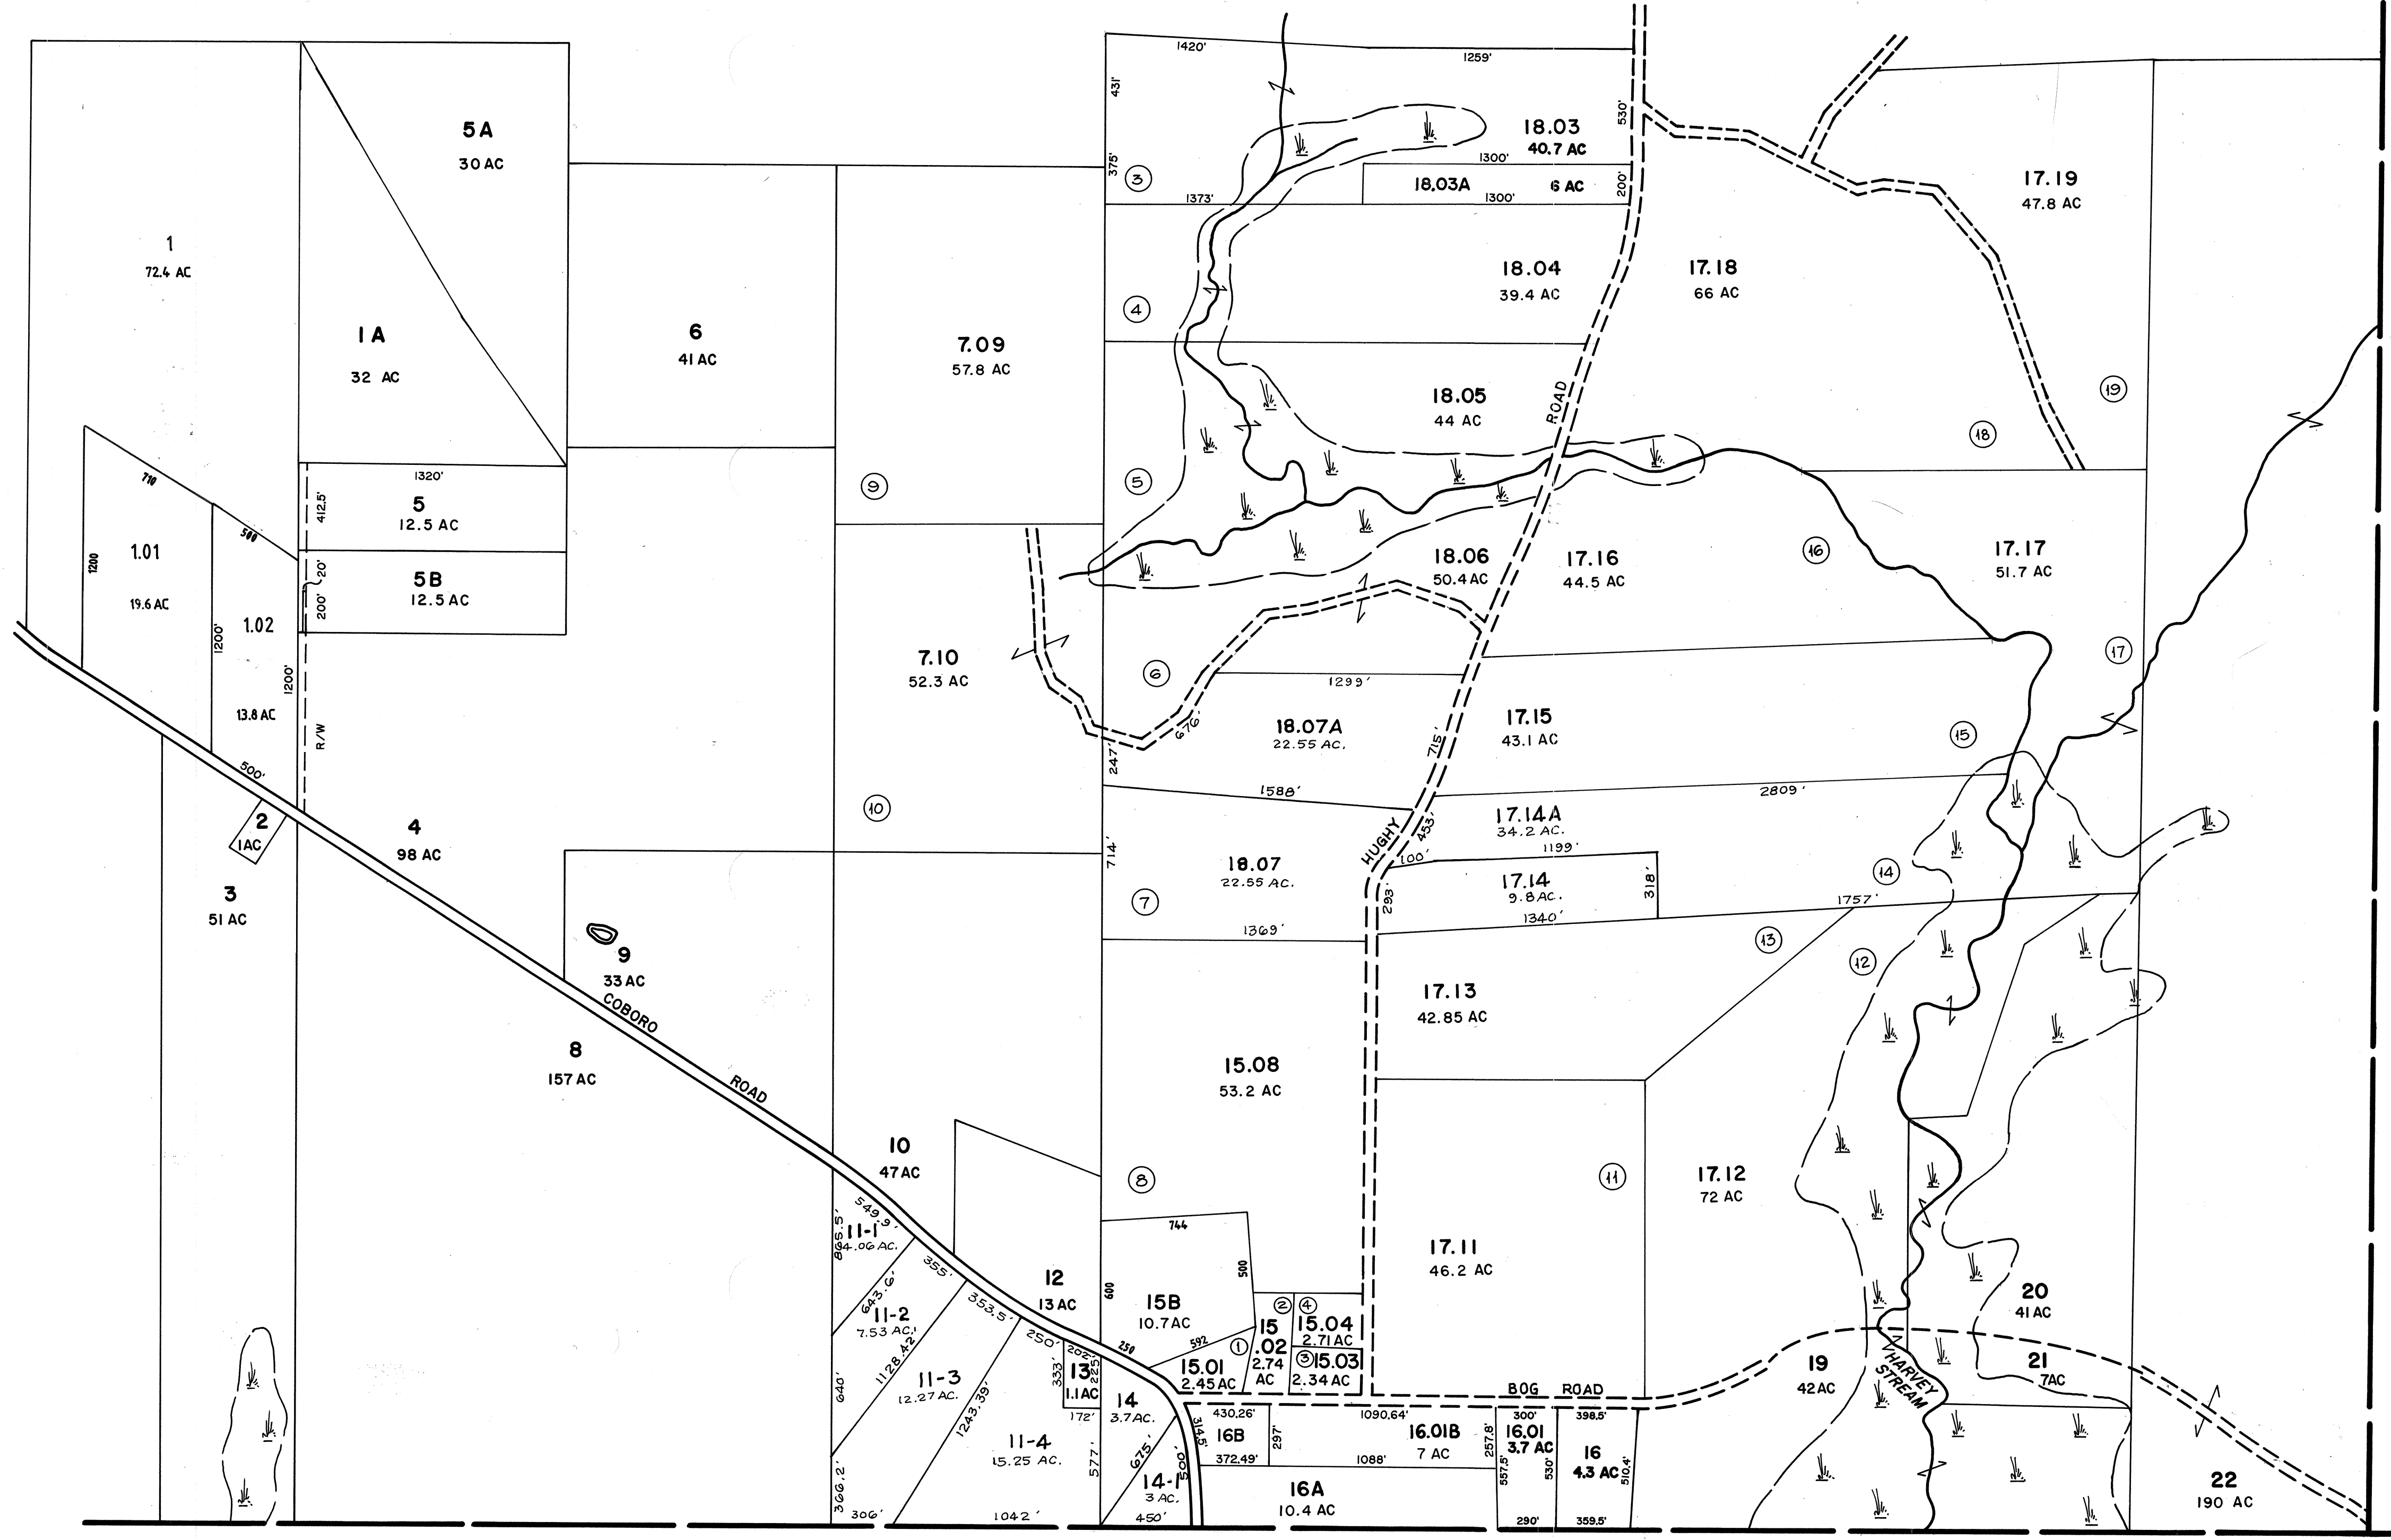 1420'
1259'
431'
530'
5A
30 AC
18.03
40.7 AC
375'
3
1300'
18.03A
6 AC
200'
1373'
1300'
17.19
47.8 AC
1
72.4 AC
18.04
39.4 AC
17.18
66 AC
4
1A
32 AC
6
41 AC
7.09
57.8 AC
18.05
44 AC
ROAD
19
18
710
1320'
5
12.5 AC
412.5'
9
5
500
1.01
19.6 AC
1200
20'
5B
12.5 AC
200'
18.06
50.4 AC
17.16
44.5 AC
16
17.17
51.7 AC
1.02
13.8 AC
1200'
1200'
R/W
7.10
52.3 AC
6
1299'
17
676'
18.07A
22.55 AC.
715'
17.15
43.1 AC
15
247'
500'
10
1588'
2809'
2
1 AC
4
98 AC
HUGHY
453'
17.14A
34.2 AC.
714'
18.07
22.55 AC.
100'
1199'
14
3
51 AC
17.14
9.8 AC.
318'
7
293'
1340'
1757'
1369'
13
12
9
33 AC
COBORO
ROAD
8
157 AC
17.13
42.85 AC
15.08
53.2 AC
10
47 AC
8
11
17.12
72 AC
549.9'
865.5'
11-1
4.06 AC.
744
500
600
17.11
46.2 AC
355'
643.6'
11-2
7.53 AC.
353.5'
12
13 AC
15B
10.7 AC
2
4
15
.02
2.74
AC
15.04
2.71 AC
20
41 AC
250'
250
592
1
3
15.03
2.34 AC
1128.42
202'
13
1.1 AC
225'
333'
15.01
2.45 AC
11-3
12.27 AC.
640'
1243.39'
172'
14
3.7 AC.
BOG ROAD
19
42 AC
HARVEY
STREAM
21
7 AC
430.26'
1090.64'
300'
398.5'
314.5'
16B
297'
16.01B
7 AC
257.8'
16.01
3.7 AC
16
4.3 AC
11-4
15.25 AC.
577'
675'
500'
372.49'
1088'
557.5'
530'
510.4'
366.2'
14-1
3 AC.
16A
10.4 AC
22
190 AC
306'
1042'
450'
290'
359.5'